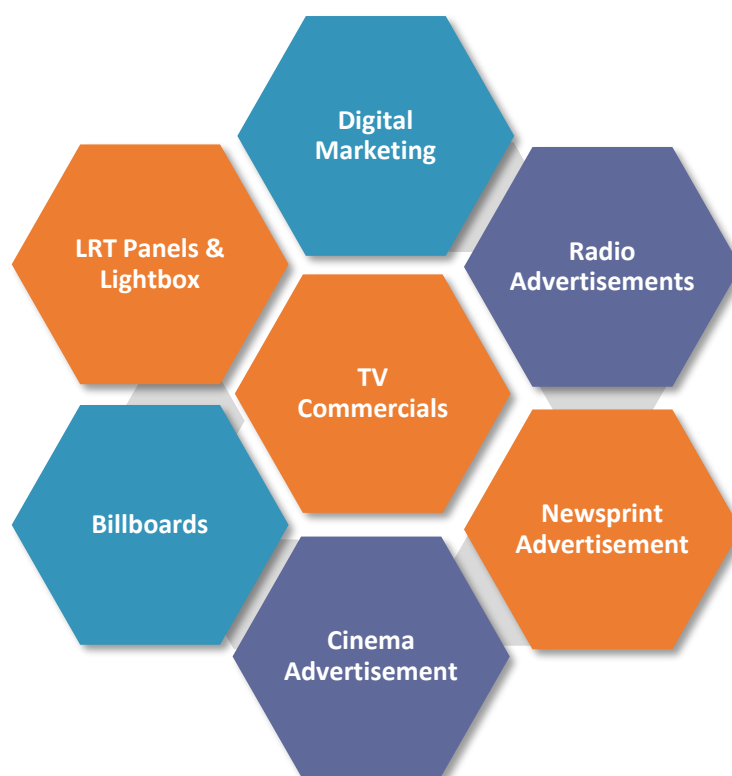 Digital
Marketing
LRT Panels &
Lightbox
Radio
Advertisements
TV
Commercials
Billboards
Newsprint
Advertisement
Cinema
Advertisement